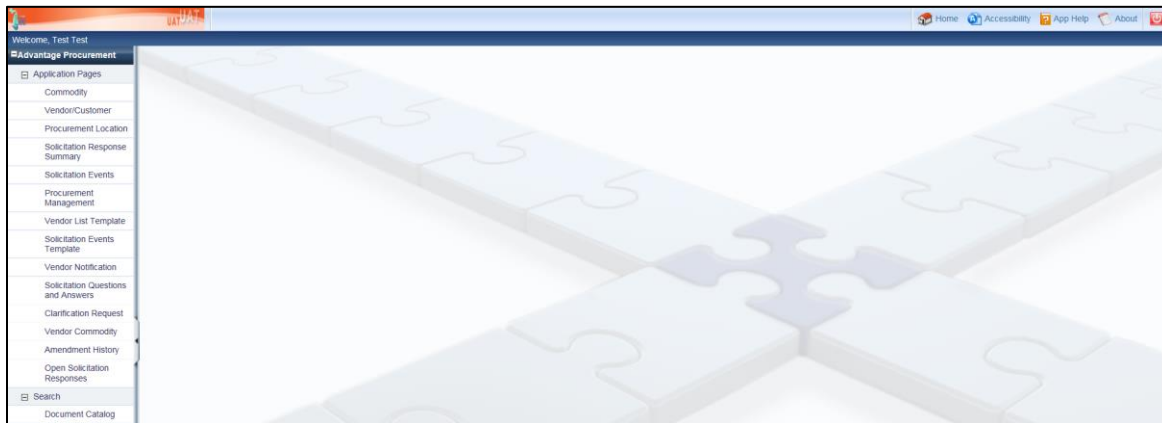 UAT UAT
Home Accessibility App Help About
Welcome, Test Test
Advantage Procurement
Application Pages
Commodity
Vendor/Customer
Procurement Location
Solicitation Response
Summary
Solicitation Events
Procurement
Management
Vendor List Template
Solicitation Events
Template
Vendor Notification
Solicitation Questions
and Answers
Clarification Request
Vendor Commodity
Amendment History
Open Solicitation
Responses
Search
Document Catalog